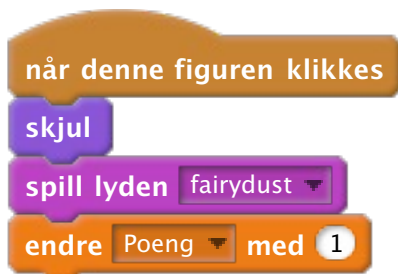 når denne figuren klikkes
skjul
spill lyden fairydust
endre Poeng med 1